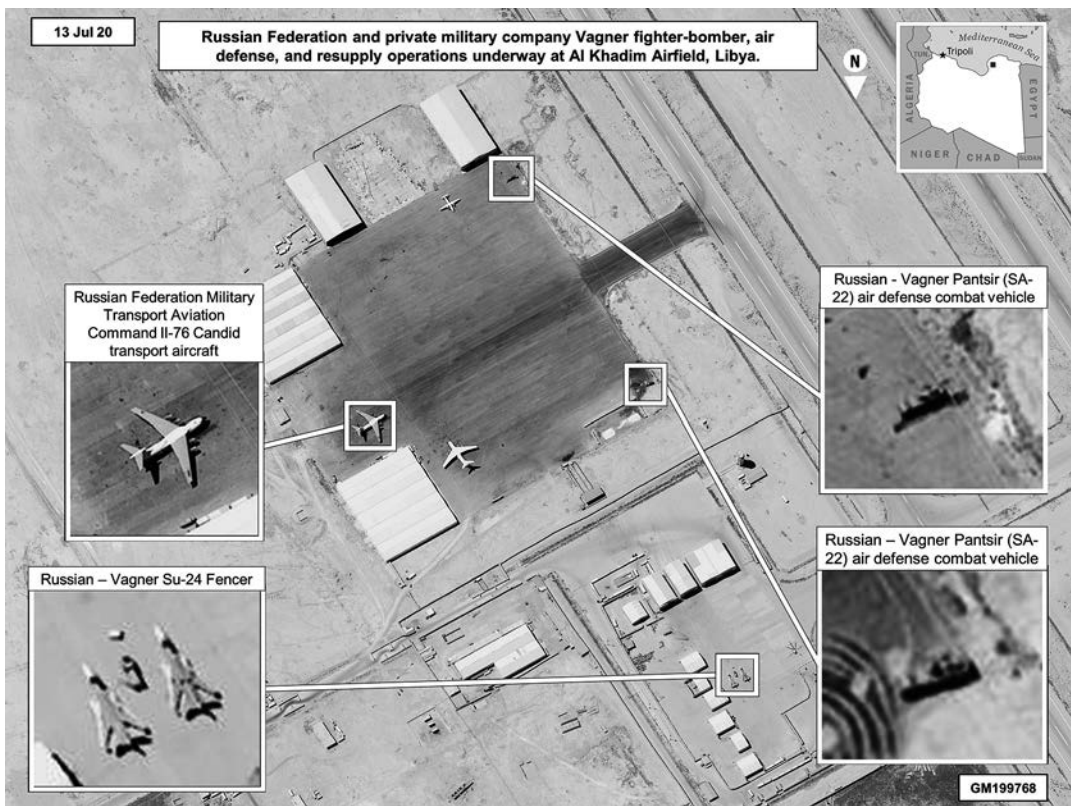 13 Jul 20
Russian Federation and private military company Vagner fighter-bomber, air
defense, and resupply operations underway at Al Khadim Airfield, Libya.
N
Mediterranean Sea
TUN.
Tripoli
ALGERIA
EGYPT
NIGER
CHAD
SUDAN
Russian Federation Military
Transport Aviation
Command Il-76 Candid
transport aircraft
Russian - Vagner Pantsir (SA-
22) air defense combat vehicle
Russian – Vagner Su-24 Fencer
Russian – Vagner Pantsir (SA-
22) air defense combat vehicle
GM199768